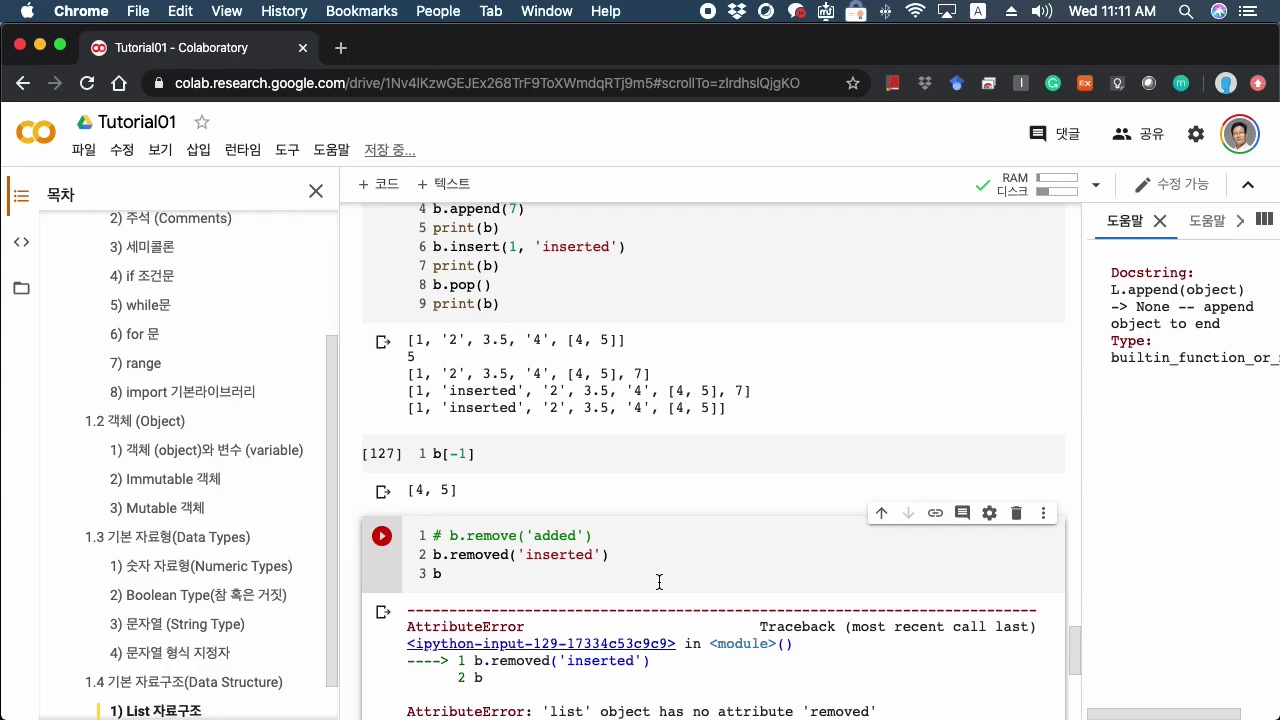 Chrome File Edit View History Bookmarks People Tab Window Help A Wed 11:11 AM
Tutorial01 - Colaboratory
colab.research.google.com/drive/1Nv4lKzwGEJEx268TrF9ToXWmdqRTj9m5#scrollTo=zlrdhslQjgKO
Tutorial01
댓글 공유
파일 수정 보기 삽입 런타임 도구 도움말 저장 중...
목차
2) 주석 (Comments)
3) 세미콜론
4) if 조건문
5) while문
6) for 문
7) range
8) import 기본라이브러리
1.2 객체 (Object)
1) 객체 (object)와 변수 (variable)
2) Immutable 객체
3) Mutable 객체
1.3 기본 자료형(Data Types)
1) 숫자 자료형(Numeric Types)
2) Boolean Type(참 혹은 거짓)
3) 문자열 (String Type)
4) 문자열 형식 지정자
1.4 기본 자료구조(Data Structure)
1) List 자료구조
+ 코드 + 텍스트
RAM
디스크
수정 가능
4 b.append(7)
5 print(b)
6 b.insert(1, 'inserted')
7 print(b)
8 b.pop()
9 print(b)
[1, '2', 3.5, '4', [4, 5]]
5
[1, '2', 3.5, '4', [4, 5], 7]
[1, 'inserted', '2', 3.5, '4', [4, 5], 7]
[1, 'inserted', '2', 3.5, '4', [4, 5]]
[127] 1 b[-1]
[4, 5]
1 # b.remove('added')
2 b.removed('inserted')
3 b
---------------------------------------------------------------------------
AttributeError Traceback (most recent call last)
<ipython-input-129-17334c53c9c9> in <module>()
----> 1 b.removed('inserted')
2 b
AttributeError: 'list' object has no attribute 'removed'
도움말 도움말
Docstring:
L.append(object)
-> None -- append
object to end
Type:
builtin_function_or_